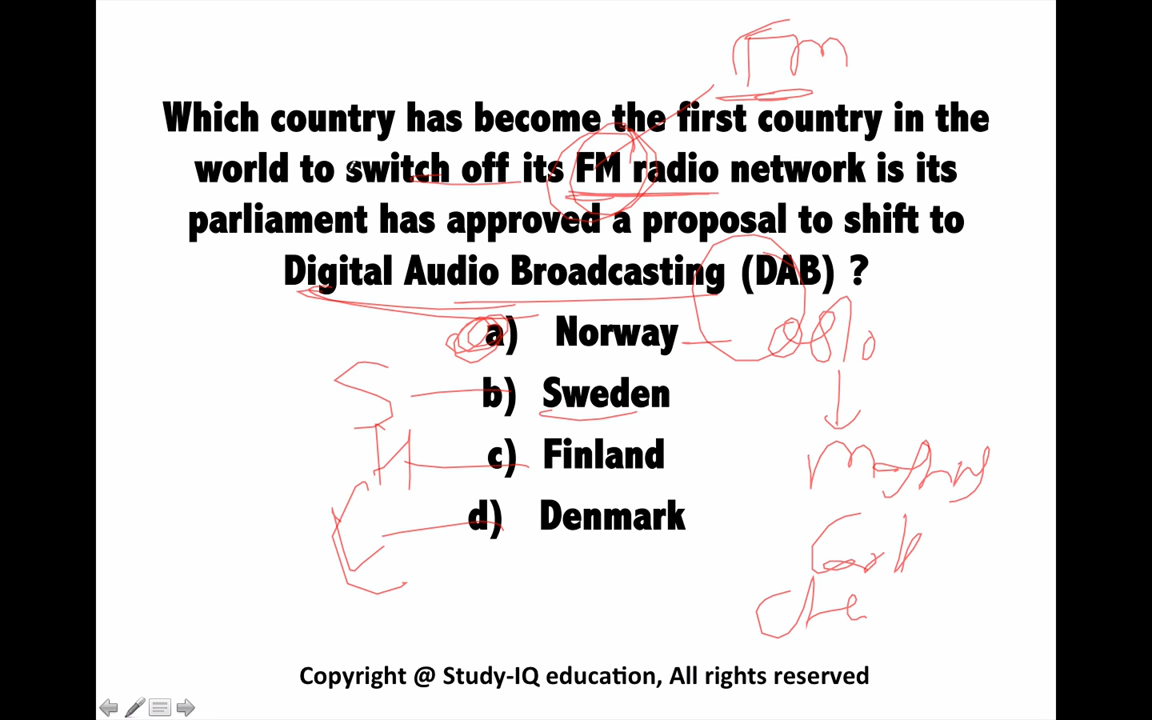 Fm
Which country has become the first country in the
world to switch off its FM radio network is its
parliament has approved a proposal to shift to
Digital Audio Broadcasting (DAB) ?
a) Norway
b) Sweden
c) Finland
d) Denmark
S
N
Copyright @ Study-IQ education, All rights reserved